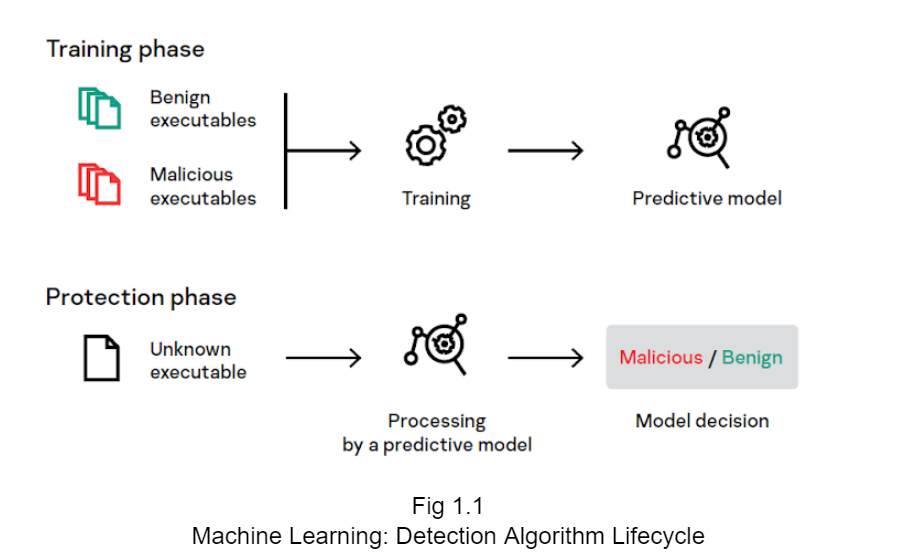 Training phase
Benign
executables
Malicious
executables
Training
Predictive model
Protection phase
Unknown
executable
Processing
by a predictive model
Malicious / Benign
Model decision
Fig 1.1
Machine Learning: Detection Algorithm Lifecycle